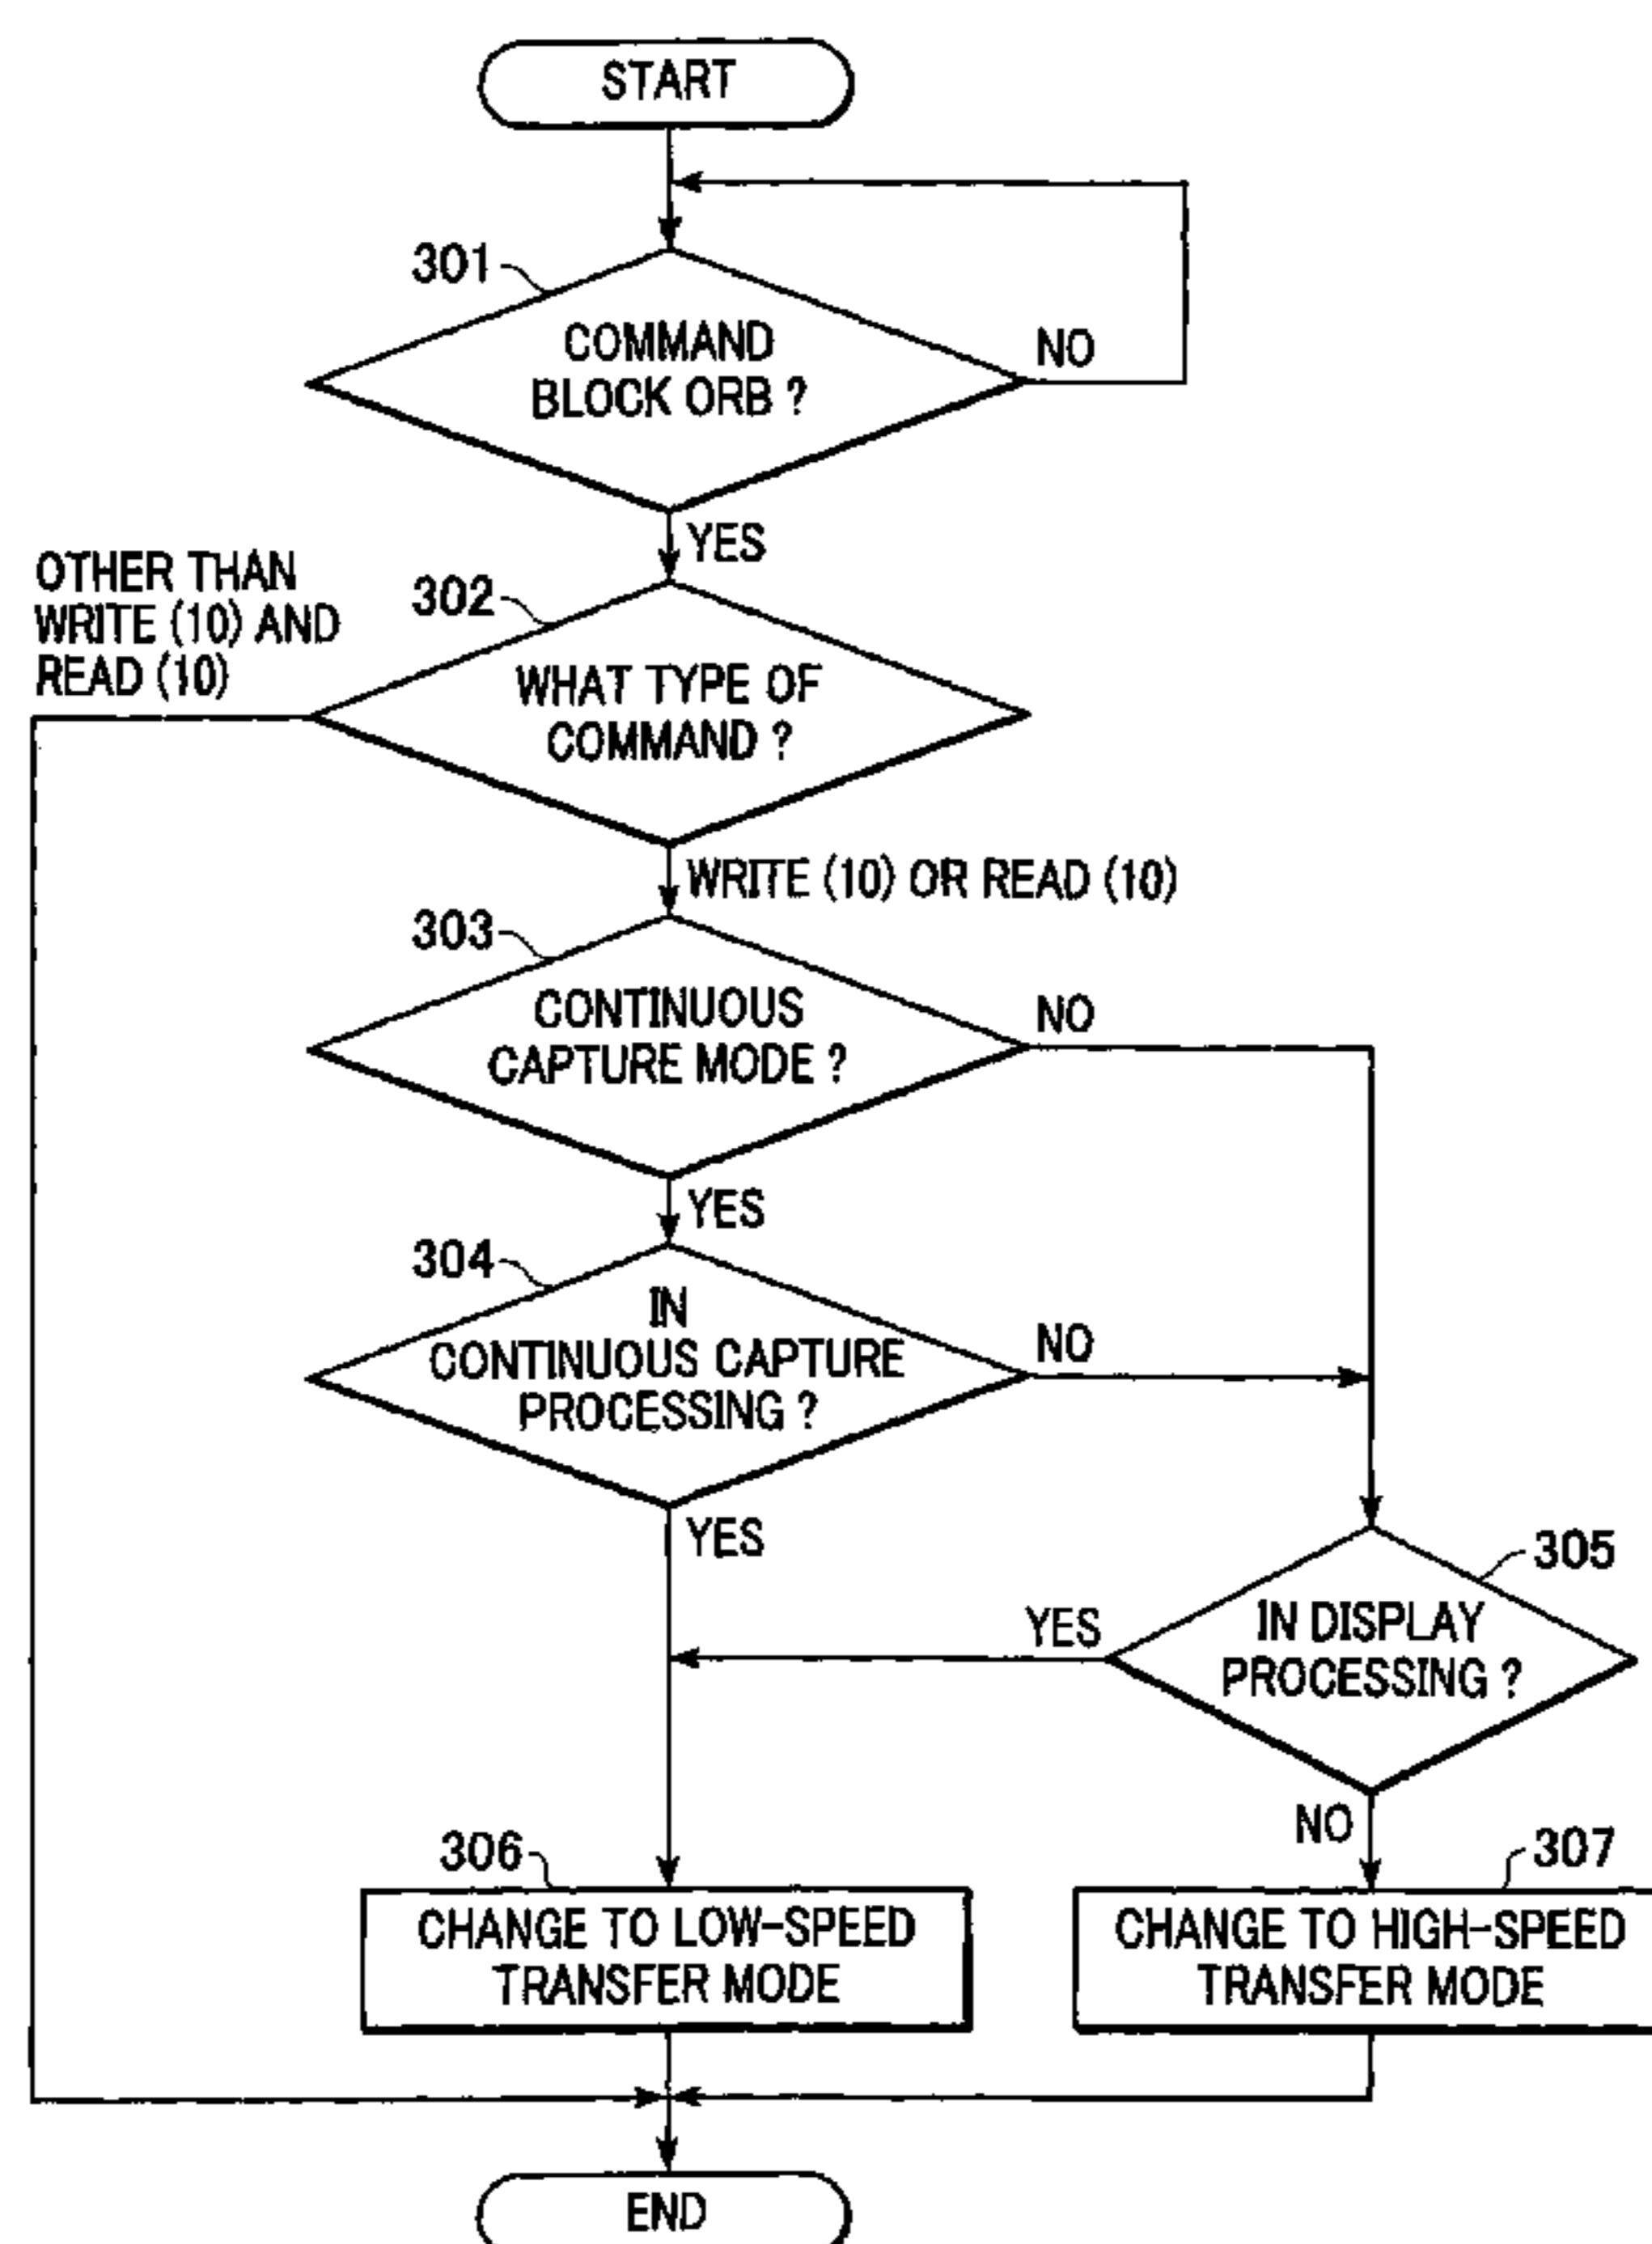 START
301
COMMAND
BLOCK ORB ?
NO
YES
OTHER THAN
WRITE (10) AND
READ (10)
302
WHAT TYPE OF
COMMAND ?
WRITE (10) OR READ (10)
303
CONTINUOUS
CAPTURE MODE ?
NO
YES
304
IN
CONTINUOUS CAPTURE
PROCESSING ?
NO
YES
305
IN DISPLAY
PROCESSING ?
YES
NO
306
CHANGE TO LOW-SPEED
TRANSFER MODE
307
CHANGE TO HIGH-SPEED
TRANSFER MODE
END